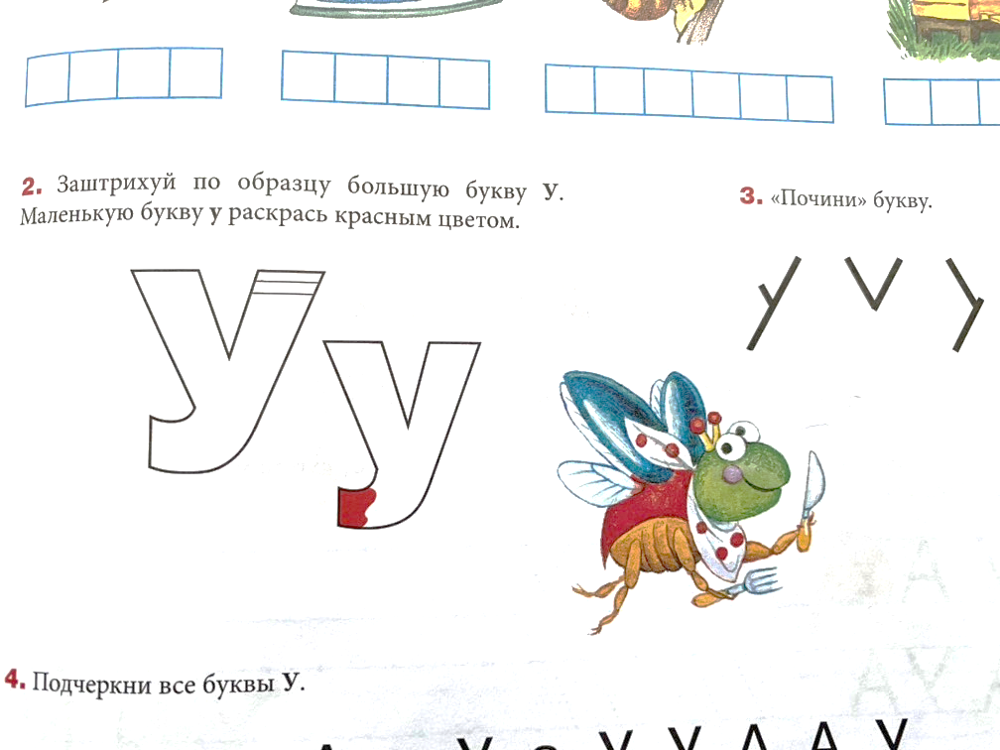 2. Заштрихуй по образцу большую букву У.
Маленькую букву у раскрась красным цветом.
3. «Почини» букву.
У у
4. Подчеркни все буквы У.